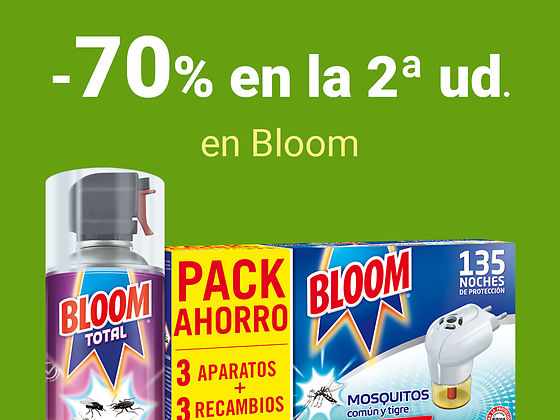 -70% en la 2ª ud.
en Bloom
BLOOM
TOTAL
PACK
AHORRO
3 APARATOS
+
3 RECAMBIOS
BLOOM
135
NOCHES
DE PROTECCIÓN
MOSQUITOS
común y tigre